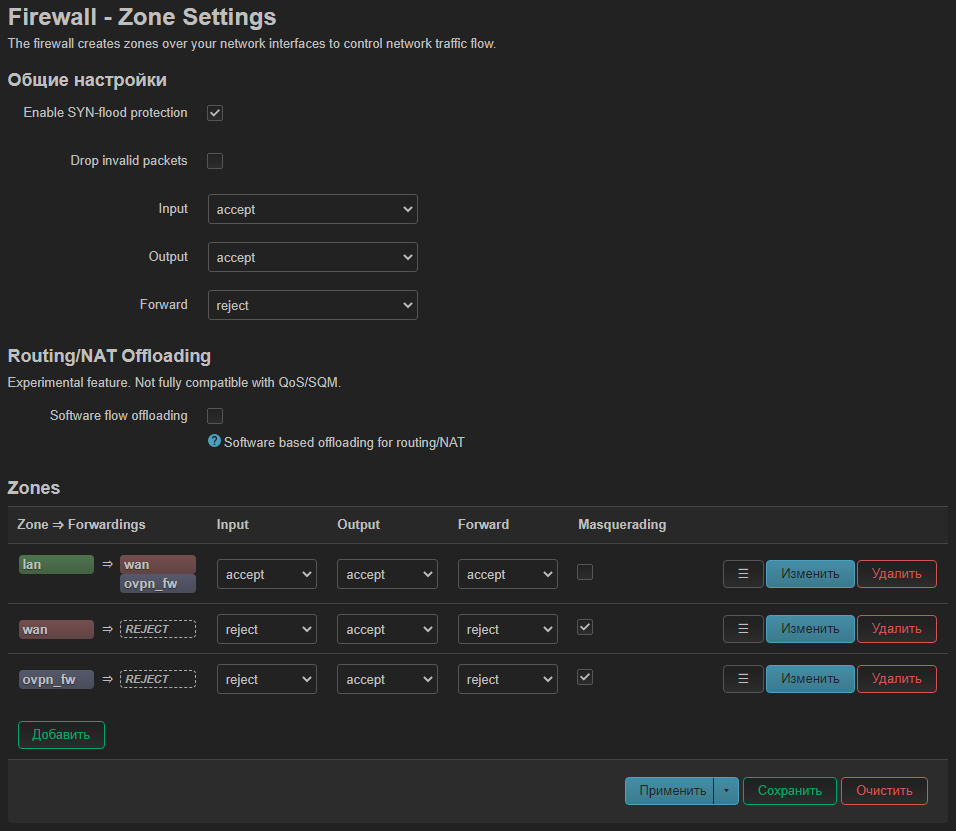 Firewall - Zone Settings
The firewall creates zones over your network interfaces to control network traffic flow.
Общие настройки
Enable SYN-flood protection
Drop invalid packets
Input accept
Output accept
Forward reject
Routing/NAT Offloading
Experimental feature. Not fully compatible with QoS/SQM.
Software flow offloading
? Software based offloading for routing/NAT
Zones
Zone ⇒ Forwardings Input Output Forward Masquerading
lan ⇒ wan accept accept accept ☰ Изменить Удалить
ovpn_fw
wan ⇒ REJECT reject accept reject ☰ Изменить Удалить
ovpn_fw ⇒ REJECT reject accept reject ☰ Изменить Удалить
Добавить
Применить Сохранить Очистить